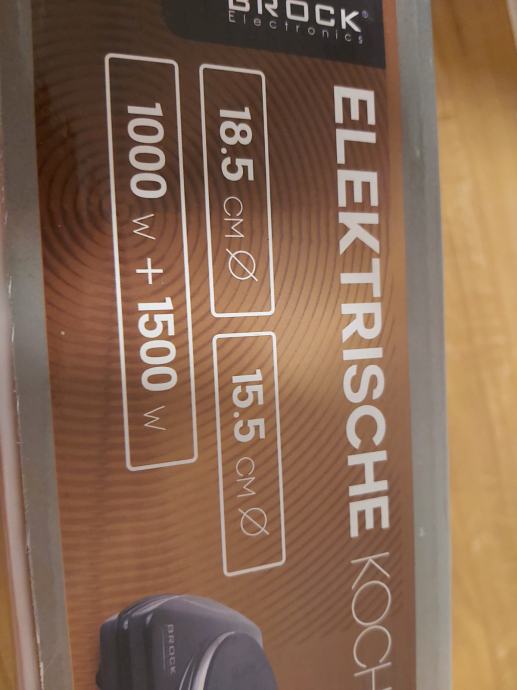 BROCK®
Electronics
ELEKTRISCHE KOCH
18.5 CM Ø
15.5 CM Ø
1000 W + 1500 W
BROCK